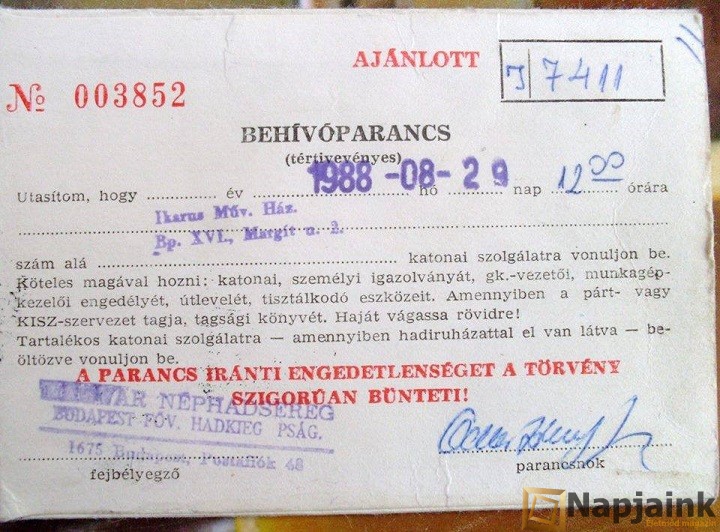 AJÁNLOTT
J 7411
№ 003852
BEHÍVÓPARANCS
(tértivevényes)
Utasítom, hogy .......... év 1988 -08- 29 hó .......... nap 12 00 órára
Ikarus Műv. Ház.
Bp. XVI., Margit u. 2.
szám alá .......... katonai szolgálatra vonuljon be.
Köteles magával hozni: katonai, személyi igazolványát, gk.-vezetői, munkagép-
kezelői engedélyét, útlevelét, tisztálkodó eszközeit. Amennyiben a párt- vagy
KISZ-szervezet tagja, tagsági könyvét. Haját vágassa rövidre!
Tartalékos katonai szolgálatra — amennyiben hadiruházattal el van látva — be-
öltözve vonuljon be.
A PARANCS IRÁNTI ENGEDETLENSÉGET A TÖRVÉNY
SZIGORÚAN BÜNTETI!
MAGYAR NÉPHADSEREG
BUDAPEST-FŐV. HADKIEG PSÁG.
1675 Budapest, Postafiók 48
fejbélyegző
parancsnok
Napjaink
Életmód magazin